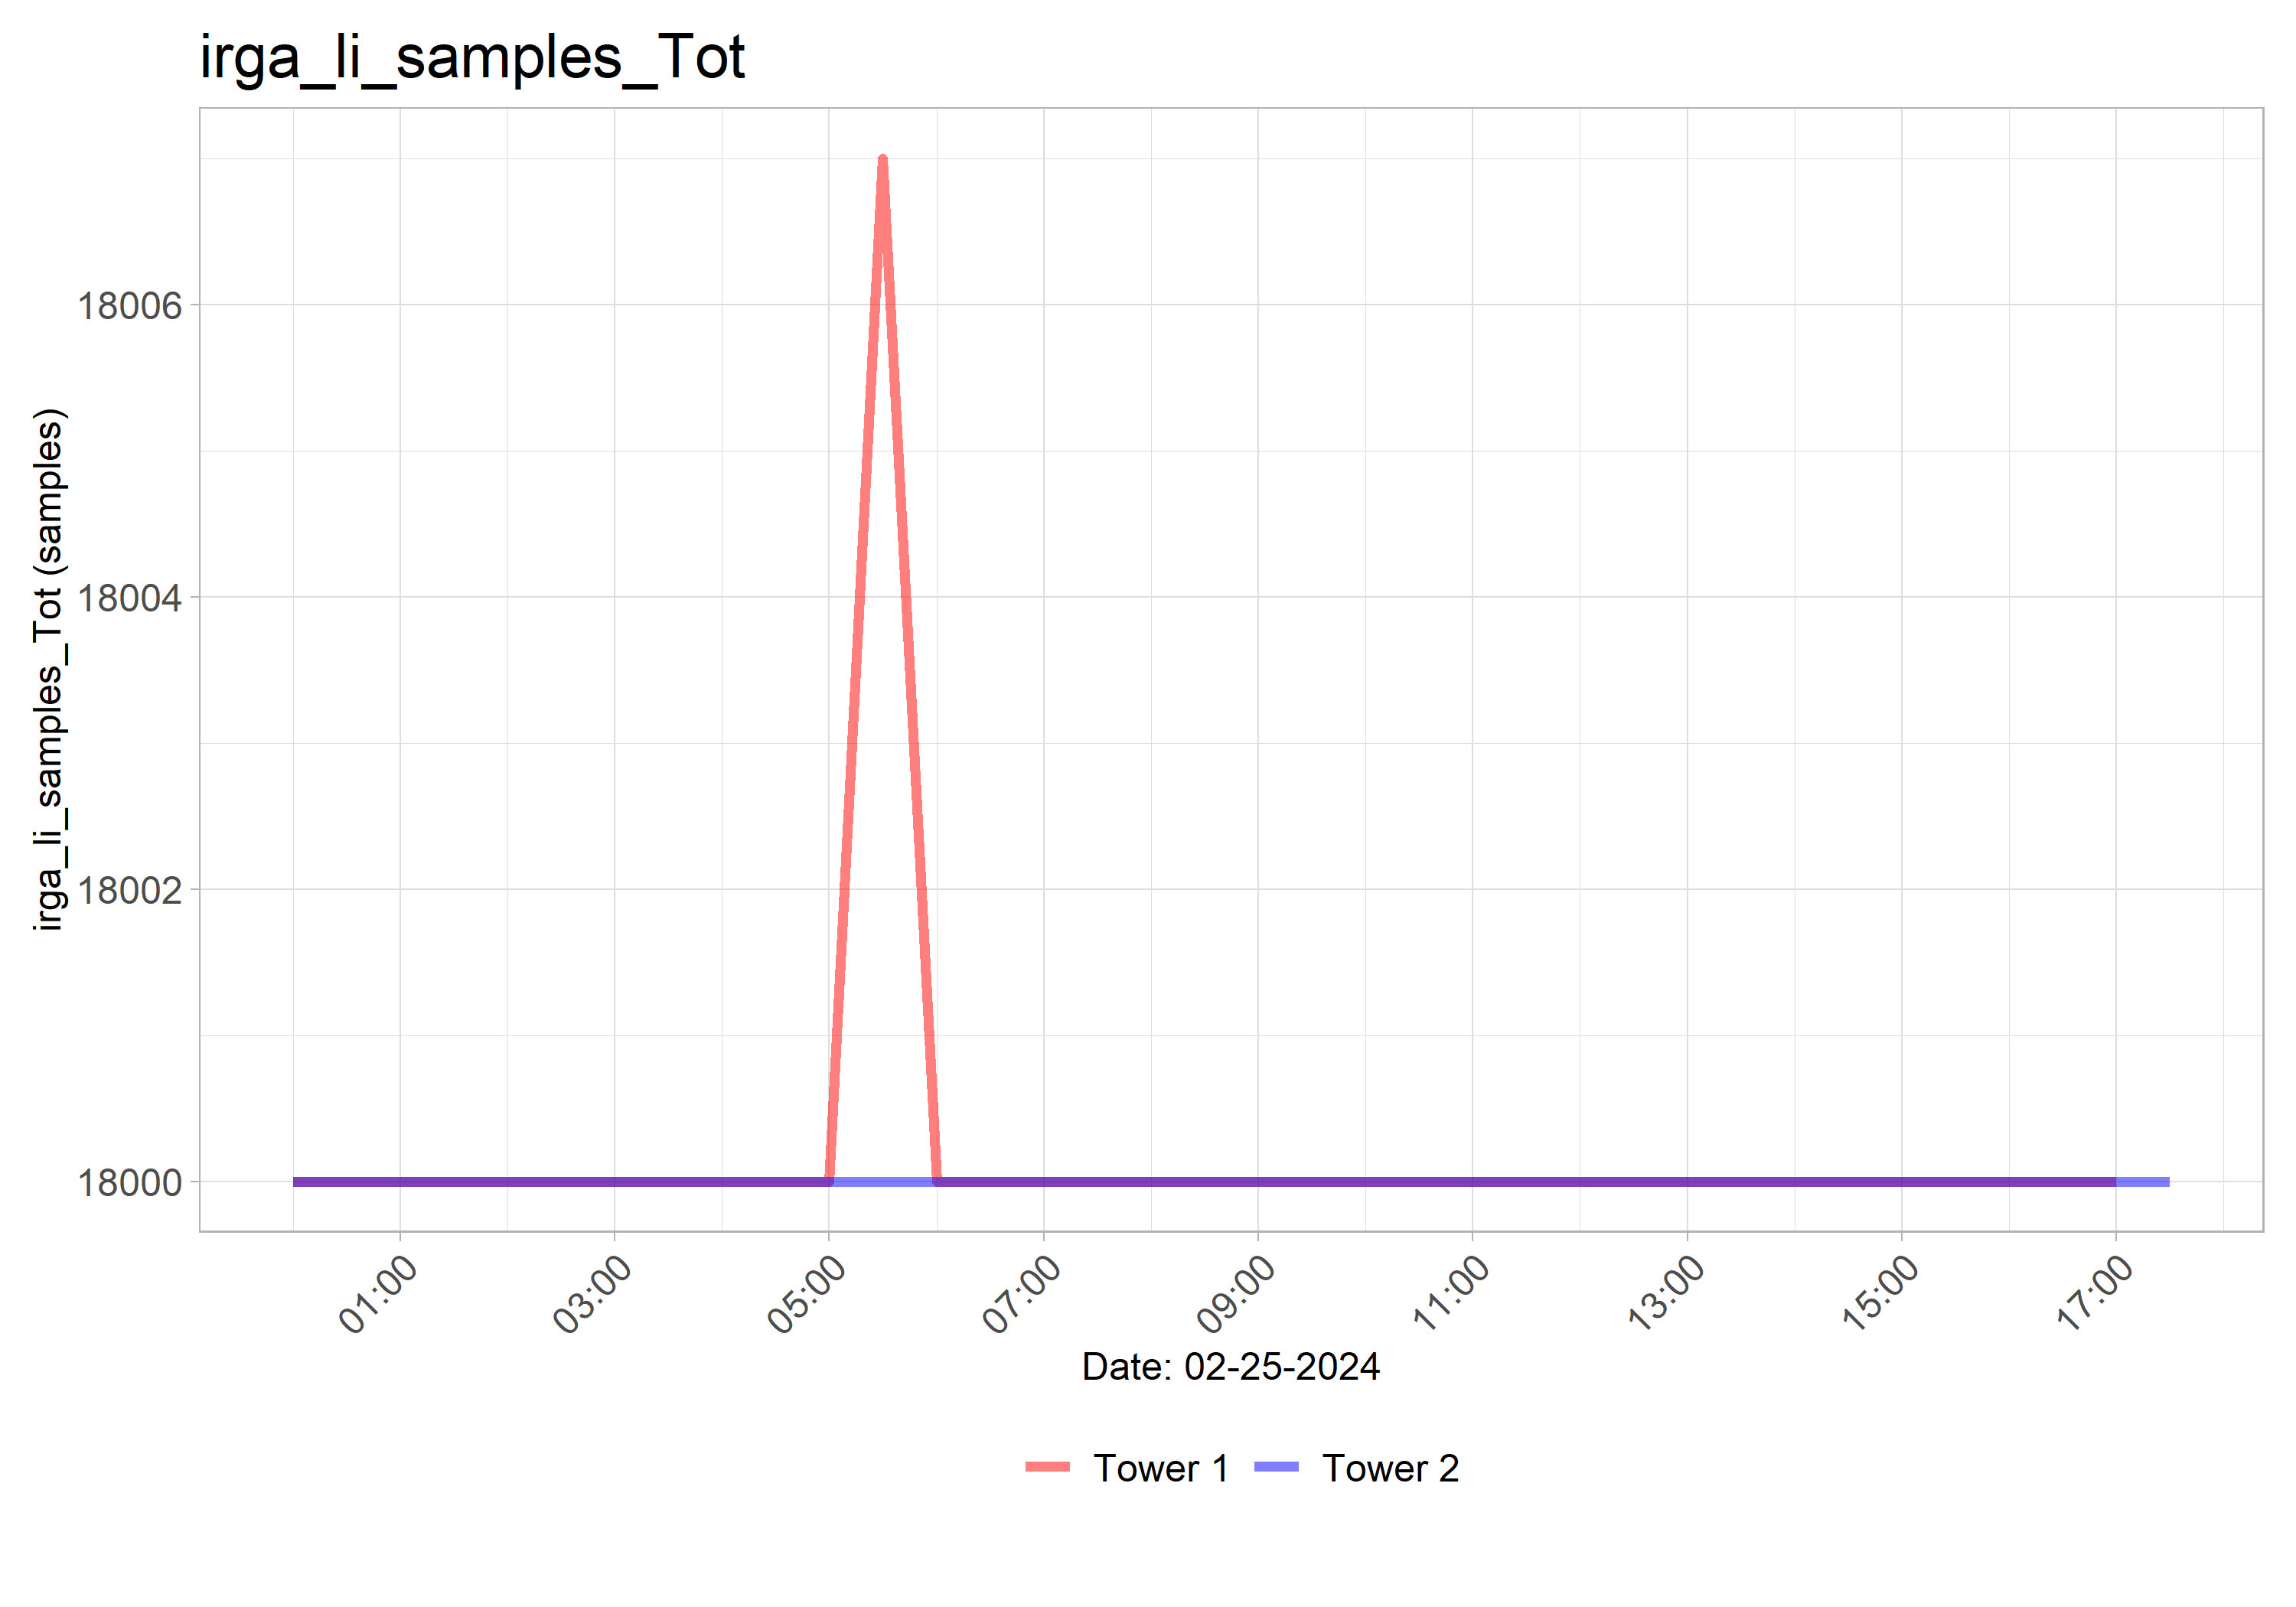 irga_li_samples_Tot
irga_li_samples_Tot (samples)
18006
18004
18002
18000
01:00
03:00
05:00
07:00
09:00
11:00
13:00
15:00
17:00
Date: 02-25-2024
Tower 1
Tower 2